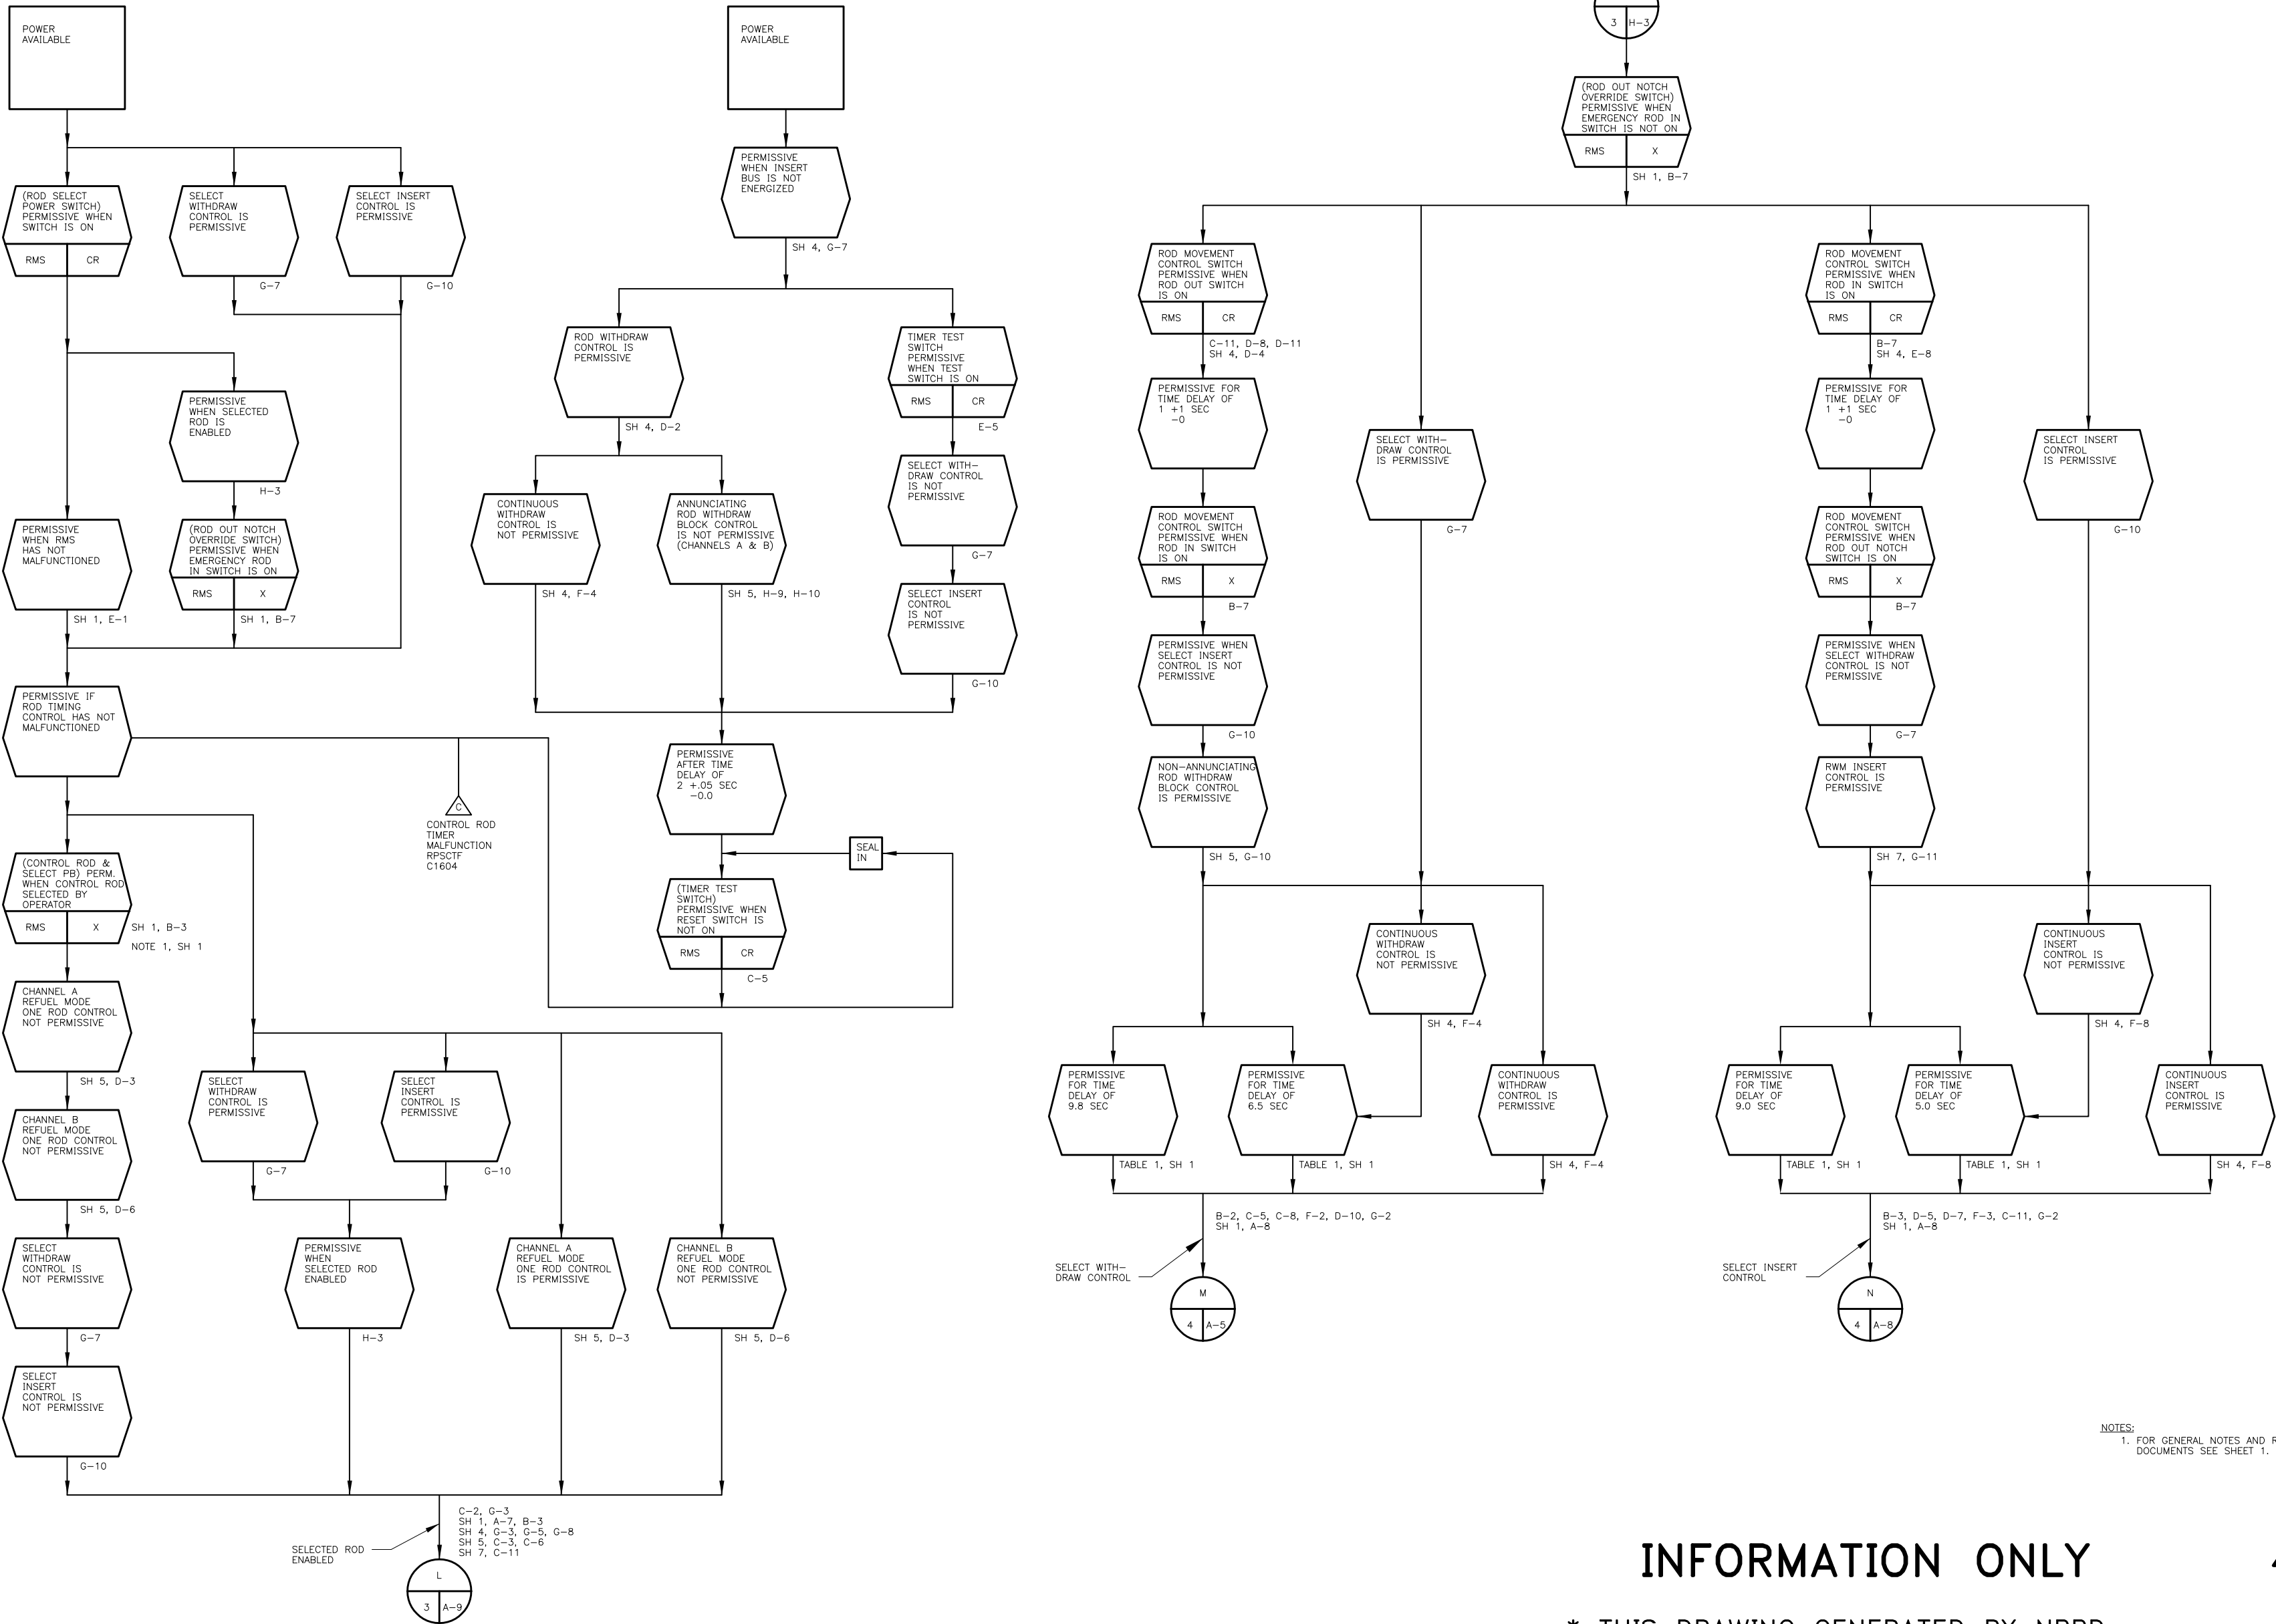 POWER
AVAILABLE
POWER
AVAILABLE
3 H-3
(ROD OUT NOTCH
OVERRIDE SWITCH)
PERMISSIVE WHEN
EMERGENCY ROD IN
SWITCH IS NOT ON
RMS X
SH 1, B-7
PERMISSIVE
WHEN INSERT
BUS IS NOT
ENERGIZED
SH 4, G-7
(ROD SELECT
POWER SWITCH)
PERMISSIVE WHEN
SWITCH IS ON
RMS CR
SELECT
WITHDRAW
CONTROL IS
PERMISSIVE
G-7
SELECT INSERT
CONTROL IS
PERMISSIVE
G-10
PERMISSIVE
WHEN SELECTED
ROD IS
ENABLED
H-3
PERMISSIVE
WHEN RMS
HAS NOT
MALFUNCTIONED
SH 1, E-1
(ROD OUT NOTCH
OVERRIDE SWITCH)
PERMISSIVE WHEN
EMERGENCY ROD
IN SWITCH IS ON
RMS X
SH 1, B-7
PERMISSIVE IF
ROD TIMING
CONTROL HAS NOT
MALFUNCTIONED
C
CONTROL ROD
TIMER
MALFUNCTION
RPSCTF
C1604
(CONTROL ROD &
SELECT PB) PERM.
WHEN CONTROL ROD
SELECTED BY
OPERATOR
RMS X
SH 1, B-3
NOTE 1, SH 1
CHANNEL A
REFUEL MODE
ONE ROD CONTROL
NOT PERMISSIVE
SH 5, D-3
CHANNEL B
REFUEL MODE
ONE ROD CONTROL
NOT PERMISSIVE
SH 5, D-6
SELECT
WITHDRAW
CONTROL IS
NOT PERMISSIVE
G-7
SELECT
INSERT
CONTROL IS
NOT PERMISSIVE
G-10
SELECT
WITHDRAW
CONTROL IS
PERMISSIVE
G-7
SELECT
INSERT
CONTROL IS
PERMISSIVE
G-10
PERMISSIVE
WHEN
SELECTED ROD
ENABLED
H-3
CHANNEL A
REFUEL MODE
ONE ROD CONTROL
IS PERMISSIVE
SH 5, D-3
CHANNEL B
REFUEL MODE
ONE ROD CONTROL
NOT PERMISSIVE
SH 5, D-6
C-2, G-3
SH 1, A-7, B-3
SH 4, G-3, G-5, G-8
SH 5, C-3, C-6
SH 7, C-11
SELECTED ROD
ENABLED
L
3 A-9
ROD WITHDRAW
CONTROL IS
PERMISSIVE
SH 4, D-2
TIMER TEST
SWITCH
PERMISSIVE
WHEN TEST
SWITCH IS ON
RMS CR
E-5
CONTINUOUS
WITHDRAW
CONTROL IS
NOT PERMISSIVE
SH 4, F-4
ANNUNCIATING
ROD WITHDRAW
BLOCK CONTROL
IS NOT PERMISSIVE
(CHANNELS A & B)
SH 5, H-9, H-10
SELECT WITH-
DRAW CONTROL
IS NOT
PERMISSIVE
G-7
SELECT INSERT
CONTROL
IS NOT
PERMISSIVE
G-10
PERMISSIVE
AFTER TIME
DELAY OF
2 +.05 SEC
-0.0
SEAL
IN
(TIMER TEST
SWITCH)
PERMISSIVE WHEN
RESET SWITCH IS
NOT ON
RMS CR
C-5
ROD MOVEMENT
CONTROL SWITCH
PERMISSIVE WHEN
ROD OUT SWITCH
IS ON
RMS CR
C-11, D-8, D-11
SH 4, D-4
PERMISSIVE FOR
TIME DELAY OF
1 +1 SEC
-0
ROD MOVEMENT
CONTROL SWITCH
PERMISSIVE WHEN
ROD IN SWITCH
IS ON
RMS X
B-7
PERMISSIVE WHEN
SELECT INSERT
CONTROL IS NOT
PERMISSIVE
G-10
NON-ANNUNCIATING
ROD WITHDRAW
BLOCK CONTROL
IS PERMISSIVE
SH 5, G-10
SELECT WITH-
DRAW CONTROL
IS PERMISSIVE
G-7
CONTINUOUS
WITHDRAW
CONTROL IS
NOT PERMISSIVE
SH 4, F-4
PERMISSIVE
FOR TIME
DELAY OF
9.8 SEC
TABLE 1, SH 1
PERMISSIVE
FOR TIME
DELAY OF
6.5 SEC
TABLE 1, SH 1
CONTINUOUS
WITHDRAW
CONTROL IS
PERMISSIVE
SH 4, F-4
B-2, C-5, C-8, F-2, D-10, G-2
SH 1, A-8
SELECT WITH-
DRAW CONTROL
M
4 A-5
ROD MOVEMENT
CONTROL SWITCH
PERMISSIVE WHEN
ROD IN SWITCH
IS ON
RMS CR
B-7
SH 4, E-8
PERMISSIVE FOR
TIME DELAY OF
1 +1 SEC
-0
ROD MOVEMENT
CONTROL SWITCH
PERMISSIVE WHEN
ROD OUT NOTCH
SWITCH IS ON
RMS X
B-7
PERMISSIVE WHEN
SELECT WITHDRAW
CONTROL IS NOT
PERMISSIVE
G-7
RWM INSERT
CONTROL IS
PERMISSIVE
SH 7, G-11
SELECT INSERT
CONTROL
IS PERMISSIVE
G-10
CONTINUOUS
INSERT
CONTROL IS
NOT PERMISSIVE
SH 4, F-8
PERMISSIVE
FOR TIME
DELAY OF
9.0 SEC
TABLE 1, SH 1
PERMISSIVE
FOR TIME
DELAY OF
5.0 SEC
TABLE 1, SH 1
CONTINUOUS
INSERT
CONTROL IS
PERMISSIVE
SH 4, F-8
B-3, D-5, D-7, F-3, C-11, G-2
SH 1, A-8
SELECT INSERT
CONTROL
N
4 A-8
NOTES:
1. FOR GENERAL NOTES AND
DOCUMENTS SEE SHEET 1.
INFORMATION ONLY
* THIS DRAWING GENERATED BY